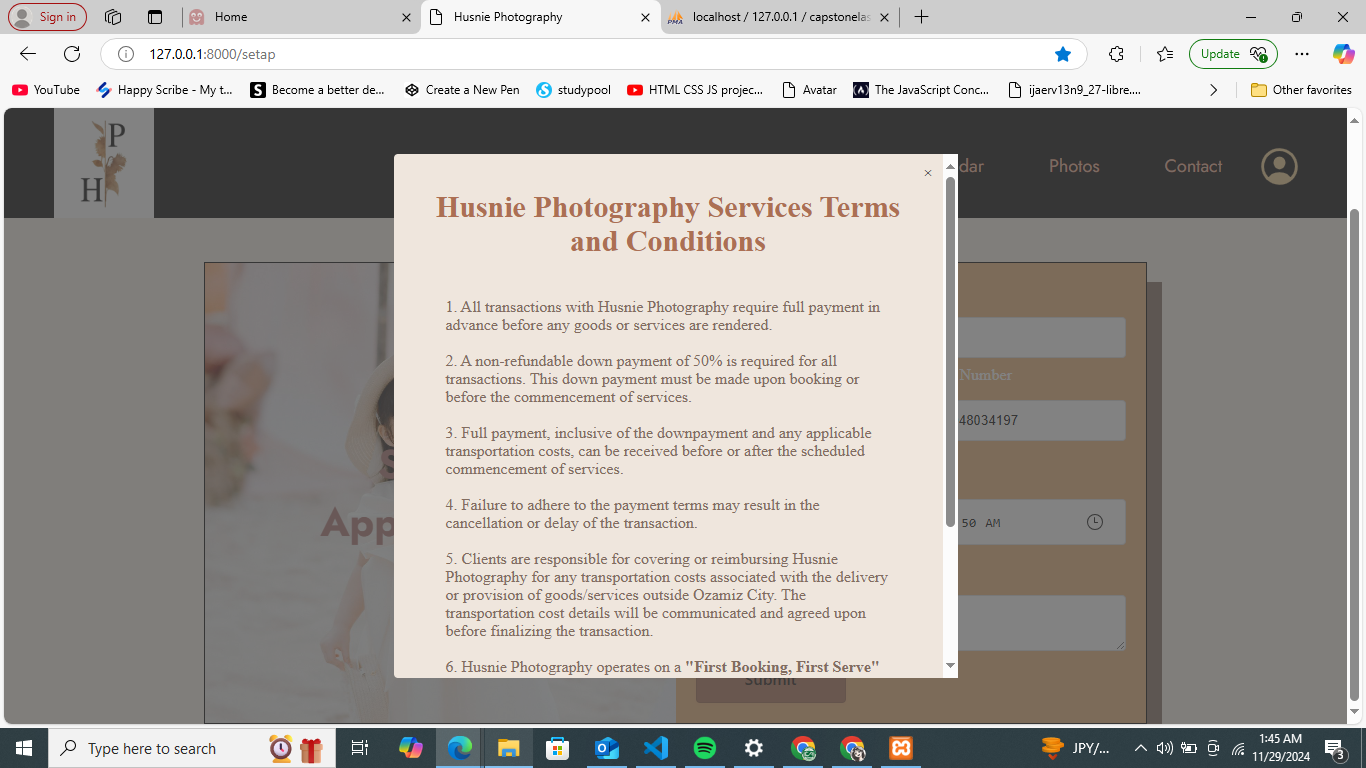 Sign in
Home
Husnie Photography
PMA
localhost / 127.0.0.1 / capstonelas
127.0.0.1:8000/setap
Update
YouTube
Happy Scribe - My t...
Become a better de...
Create a New Pen
studypool
HTML CSS JS projec...
Avatar
The JavaScript Conc...
ijaerv13n9_27-libre....
Other favorites
P
H
dar
Photos
Contact
Husnie Photography Services Terms
and Conditions
1. All transactions with Husnie Photography require full payment in
advance before any goods or services are rendered.
2. A non-refundable down payment of 50% is required for all
transactions. This down payment must be made upon booking or
before the commencement of services.
3. Full payment, inclusive of the downpayment and any applicable
transportation costs, can be received before or after the scheduled
commencement of services.
4. Failure to adhere to the payment terms may result in the
cancellation or delay of the transaction.
5. Clients are responsible for covering or reimbursing Husnie
Photography for any transportation costs associated with the delivery
or provision of goods/services outside Ozamiz City. The
transportation cost details will be communicated and agreed upon
before finalizing the transaction.
6. Husnie Photography operates on a "First Booking, First Serve"
S
App
Number
48034197
50 AM
Submit
Type here to search
JPY/...
1:45 AM
11/29/2024
3